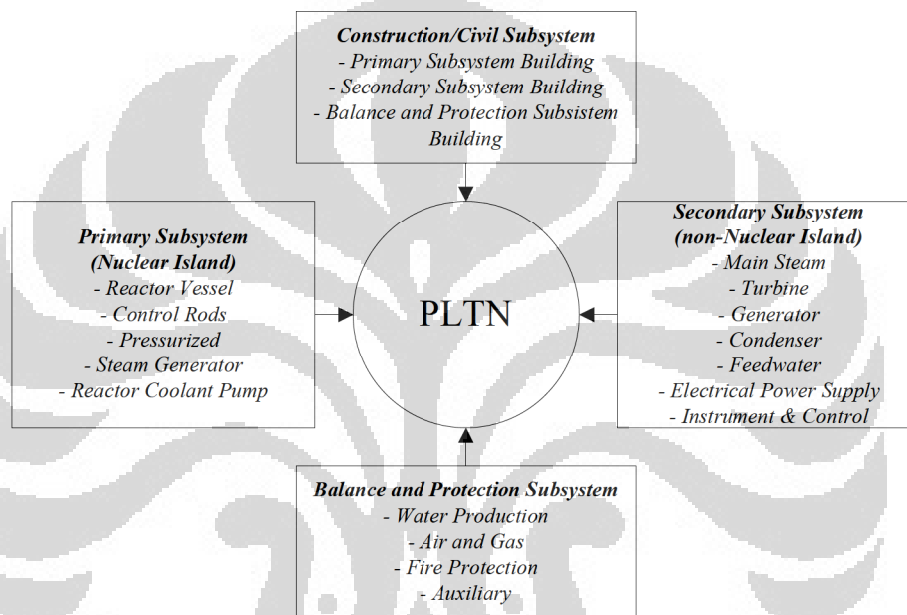 Construction/Civil Subsystem
- Primary Subsystem Building
- Secondary Subsystem Building
- Balance and Protection Subsistem
Building
Primary Subsystem
(Nuclear Island)
- Reactor Vessel
- Control Rods
- Pressurized
- Steam Generator
- Reactor Coolant Pump
PLTN
Secondary Subsystem
(non-Nuclear Island)
- Main Steam
- Turbine
- Generator
- Condenser
- Feedwater
- Electrical Power Supply
- Instrument & Control
Balance and Protection Subsystem
- Water Production
- Air and Gas
- Fire Protection
- Auxiliary